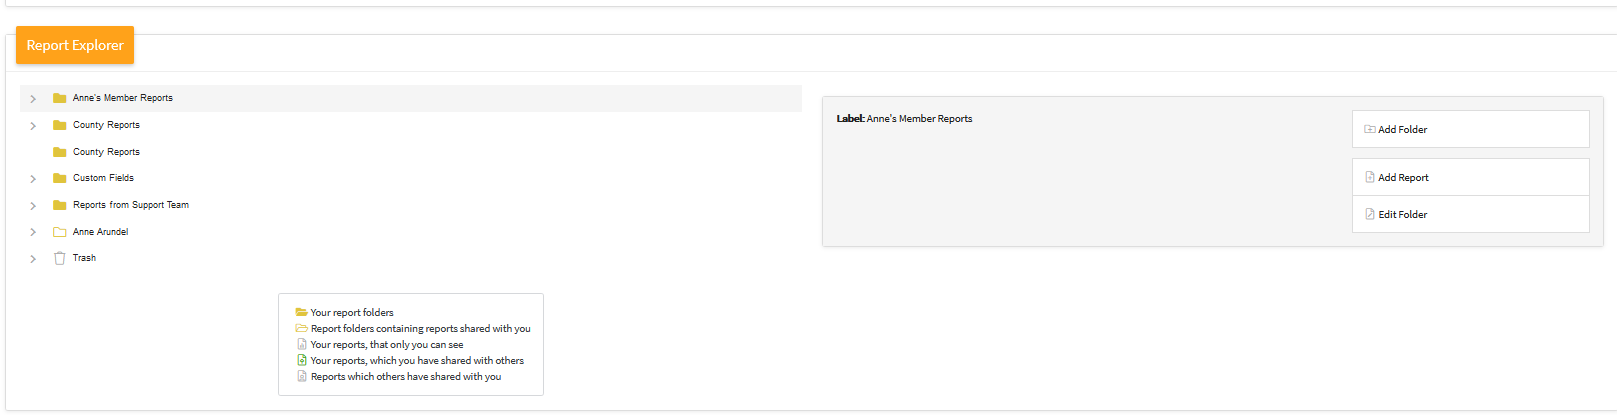 Report Explorer
Anne's Member Reports
County Reports
County Reports
Custom Fields
Reports from Support Team
Anne Arundel
Trash
Label: Anne's Member Reports
Add Folder
Add Report
Edit Folder
Your report folders
Report folders containing reports shared with you
Your reports, that only you can see
Your reports, which you have shared with others
Reports which others have shared with you